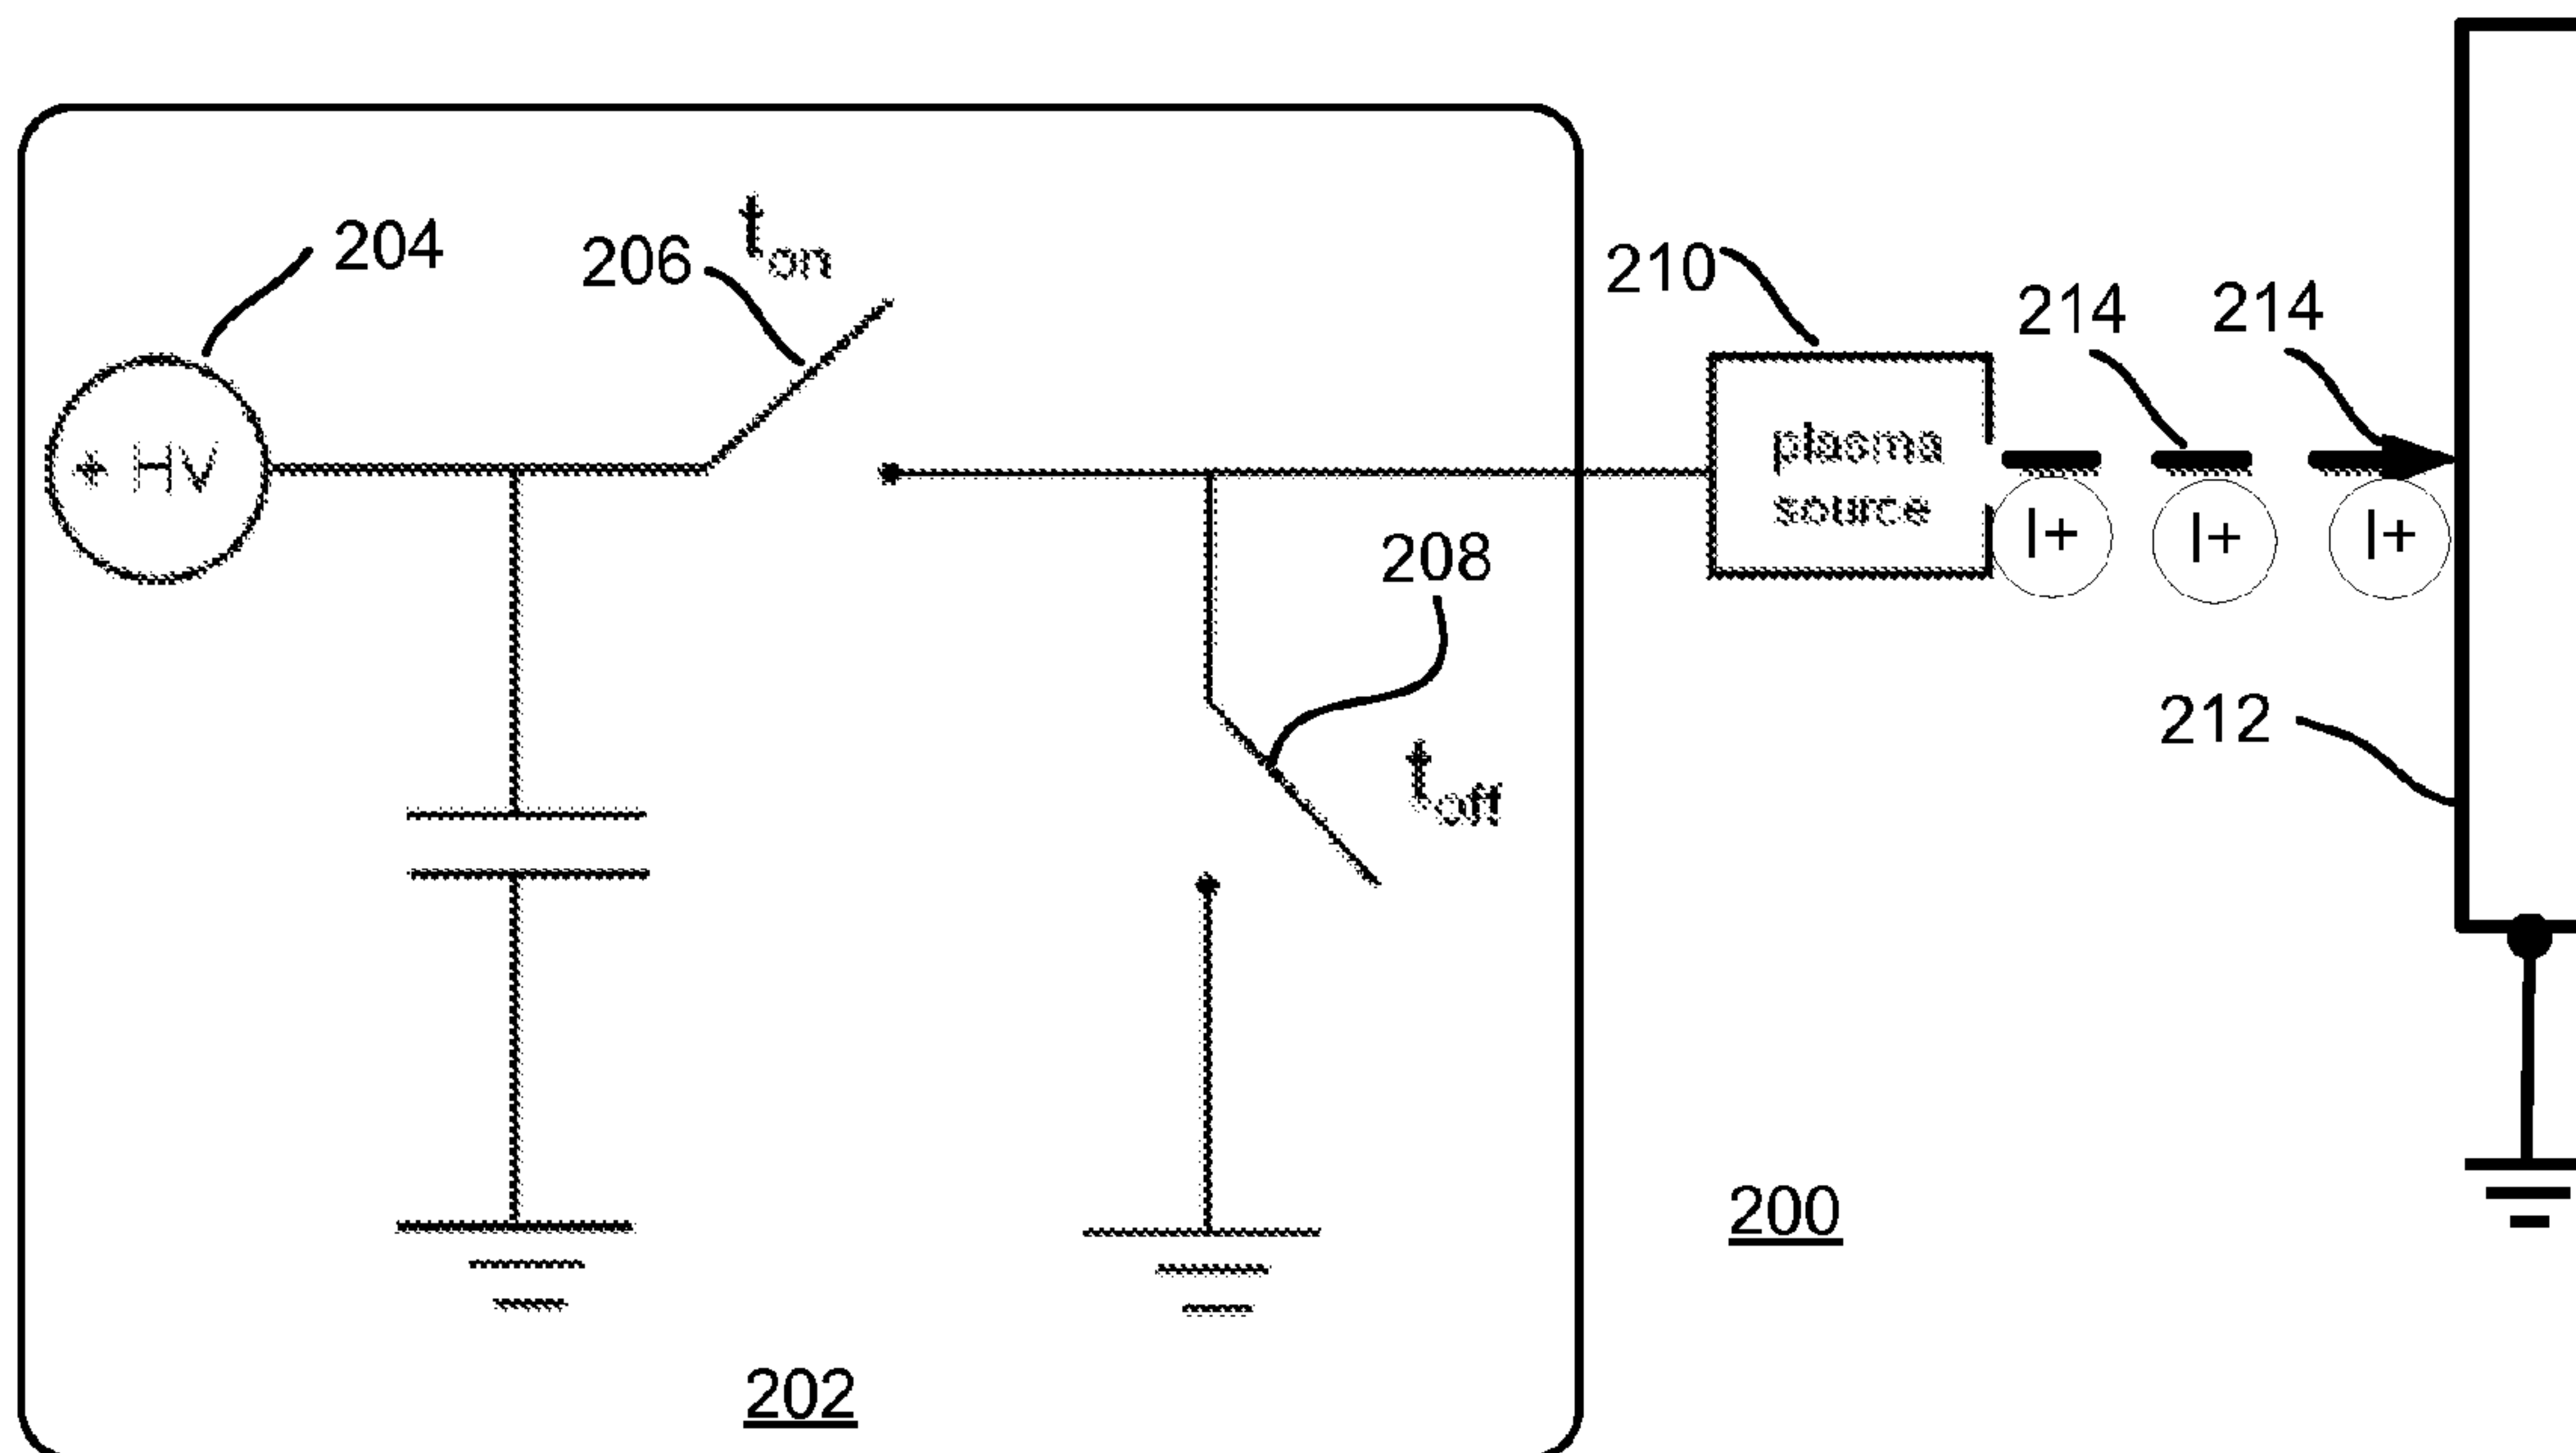 204
206
t_on
210
214
214
+ HV
plasma
source
I+
I+
I+
208
t_off
212
200
202